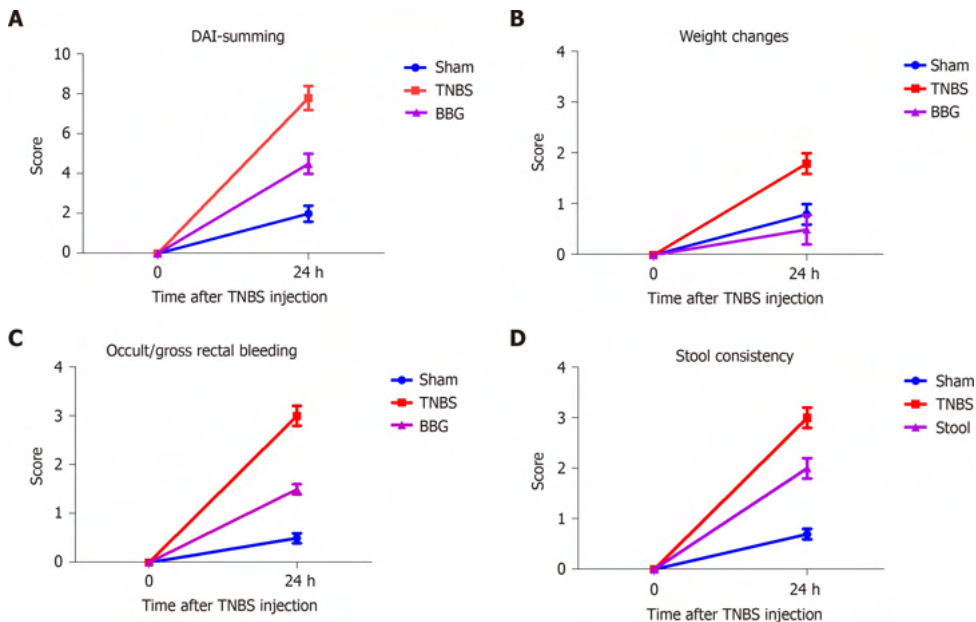 A
DAI-summing
10
8
6
4
2
0
Score
0
24 h
Time after TNBS injection
Sham
TNBS
BBG
B
Weight changes
4
3
2
1
0
Score
0
24 h
Time after TNBS injection
Sham
TNBS
BBG
C
Occult/gross rectal bleeding
4
3
2
1
0
Score
0
24 h
Time after TNBS injection
Sham
TNBS
BBG
D
Stool consistency
4
3
2
1
0
Score
0
24 h
Time after TNBS injection
Sham
TNBS
Stool